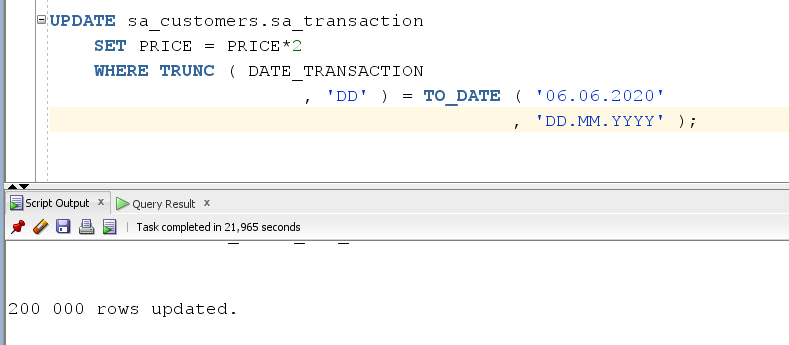 UPDATE sa_customers.sa_transaction
SET PRICE = PRICE*2
WHERE TRUNC ( DATE_TRANSACTION
, 'DD' ) = TO_DATE ( '06.06.2020'
, 'DD.MM.YYYY' );
Script Output x Query Result x
Task completed in 21,965 seconds
200 000 rows updated.